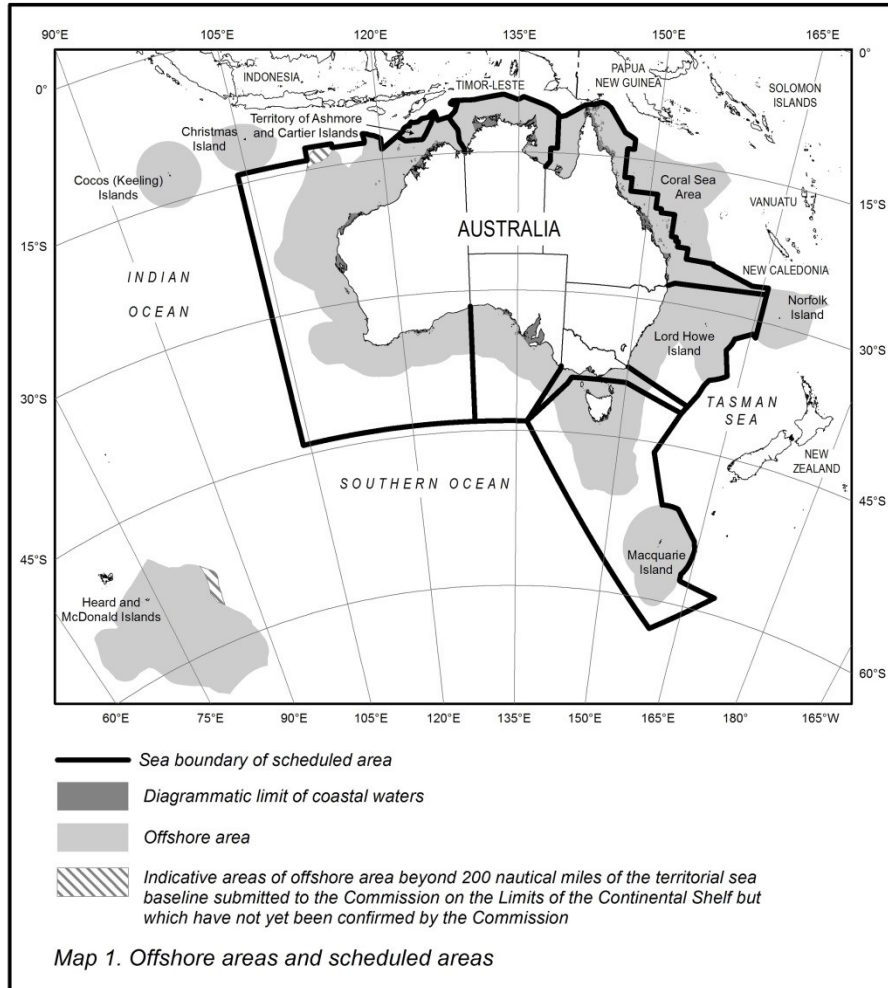 90°E
105°E
120°E
135°E
150°E
165°E
0°
0°
INDONESIA
TIMOR-LESTE
PAPUA
NEW GUINEA
SOLOMON
ISLANDS
Territory of Ashmore
and Cartier Islands
Christmas
Island
Cocos (Keeling)
Islands
Coral Sea
Area
15°S
VANUATU
AUSTRALIA
15°S
NEW CALEDONIA
INDIAN
OCEAN
Norfolk
Island
Lord Howe
Island
30°S
30°S
TASMAN
SEA
NEW
ZEALAND
SOUTHERN OCEAN
45°S
45°S
Macquarie
Island
Heard and
McDonald Islands
60°S
60°E
75°E
90°E
105°E
120°E
135°E
150°E
165°E
180°
165°W
Sea boundary of scheduled area
Diagrammatic limit of coastal waters
Offshore area
Indicative areas of offshore area beyond 200 nautical miles of the territorial sea
baseline submitted to the Commission on the Limits of the Continental Shelf but
which have not yet been confirmed by the Commission
Map 1. Offshore areas and scheduled areas